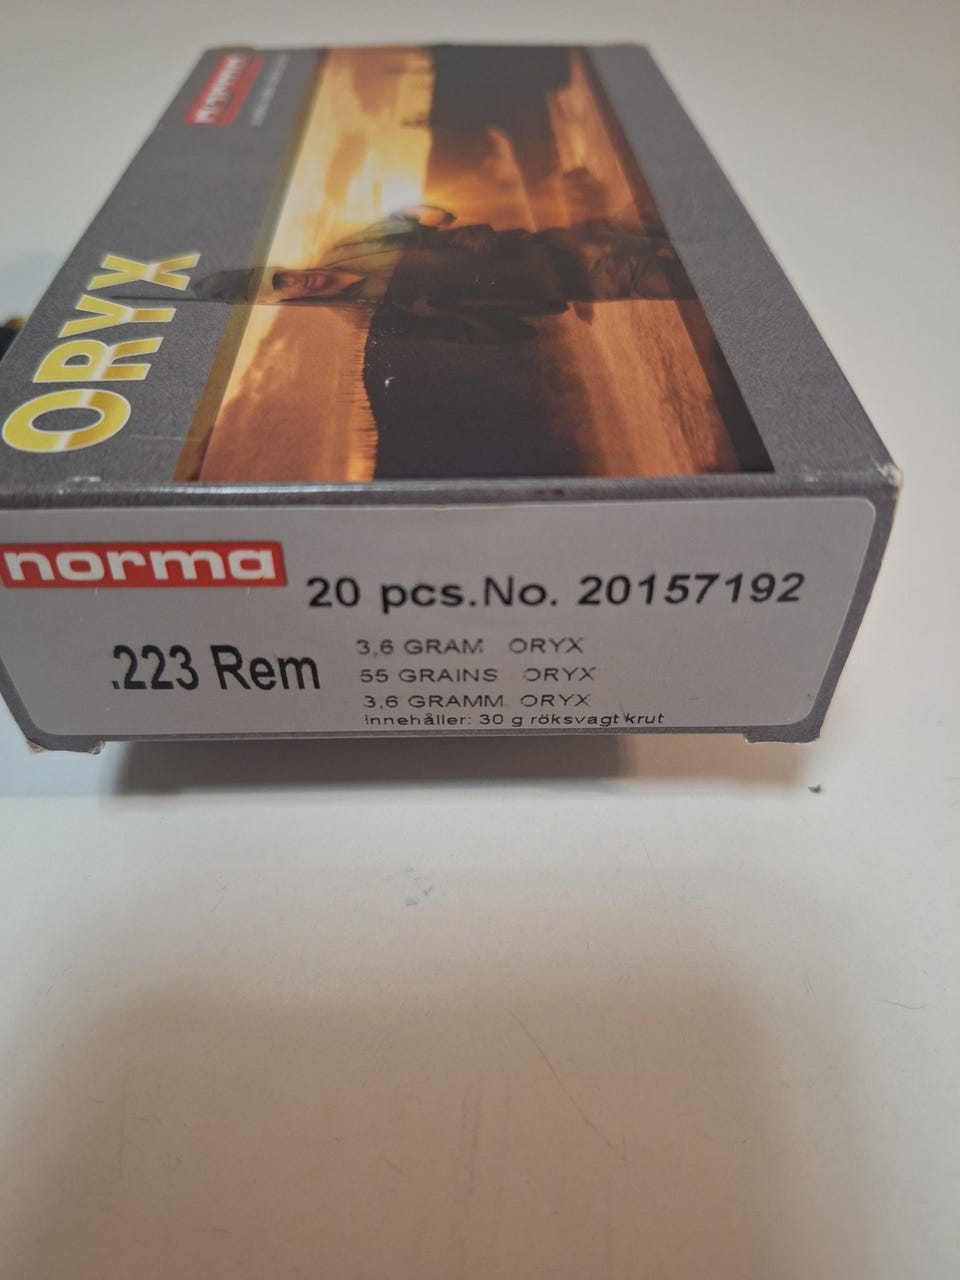 norma
ORYX
norma
20 pcs.No. 20157192
.223 Rem
3,6 GRAM ORYX
55 GRAINS ORYX
3,6 GRAMM ORYX
Innehåller: 30 g röksvagt krut